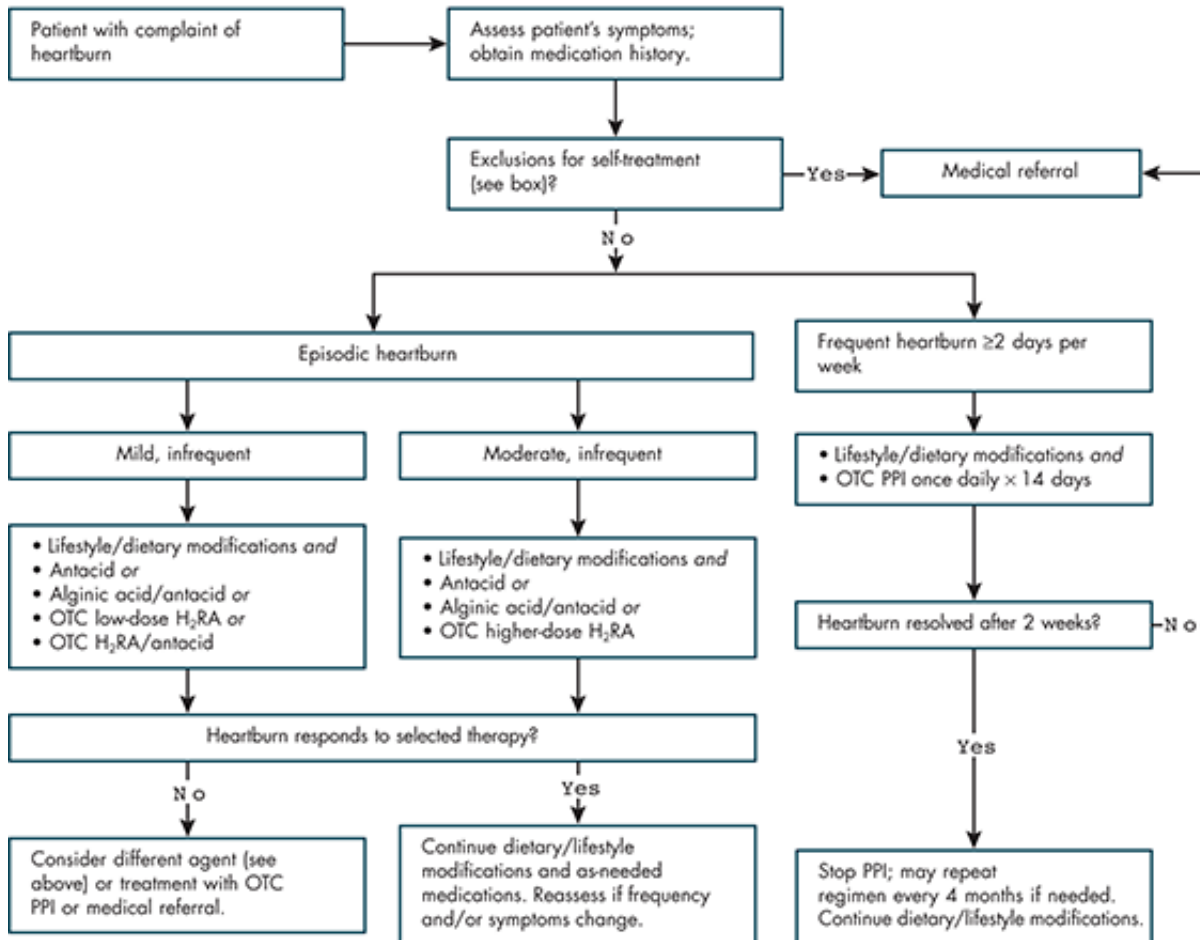 Patient with complaint of
heartburn
Assess patient's symptoms;
obtain medication history.
Exclusions for self-treatment
(see box)?
Yes
Medical referral
No
Episodic heartburn
Frequent heartburn ≥2 days per
week
Mild, infrequent
Moderate, infrequent
• Lifestyle/dietary modifications and
• OTC PPI once daily × 14 days
• Lifestyle/dietary modifications and
• Antacid or
• Alginic acid/antacid or
• OTC low-dose H₂RA or
• OTC H₂RA/antacid
• Lifestyle/dietary modifications and
• Antacid or
• Alginic acid/antacid or
• OTC higher-dose H₂RA
Heartburn resolved after 2 weeks?
No
Heartburn responds to selected therapy?
No
Yes
Yes
Consider different agent (see
above) or treatment with OTC
PPI or medical referral.
Continue dietary/lifestyle
modifications and as-needed
medications. Reassess if frequency
and/or symptoms change.
Stop PPI; may repeat
regimen every 4 months if needed.
Continue dietary/lifestyle modifications.